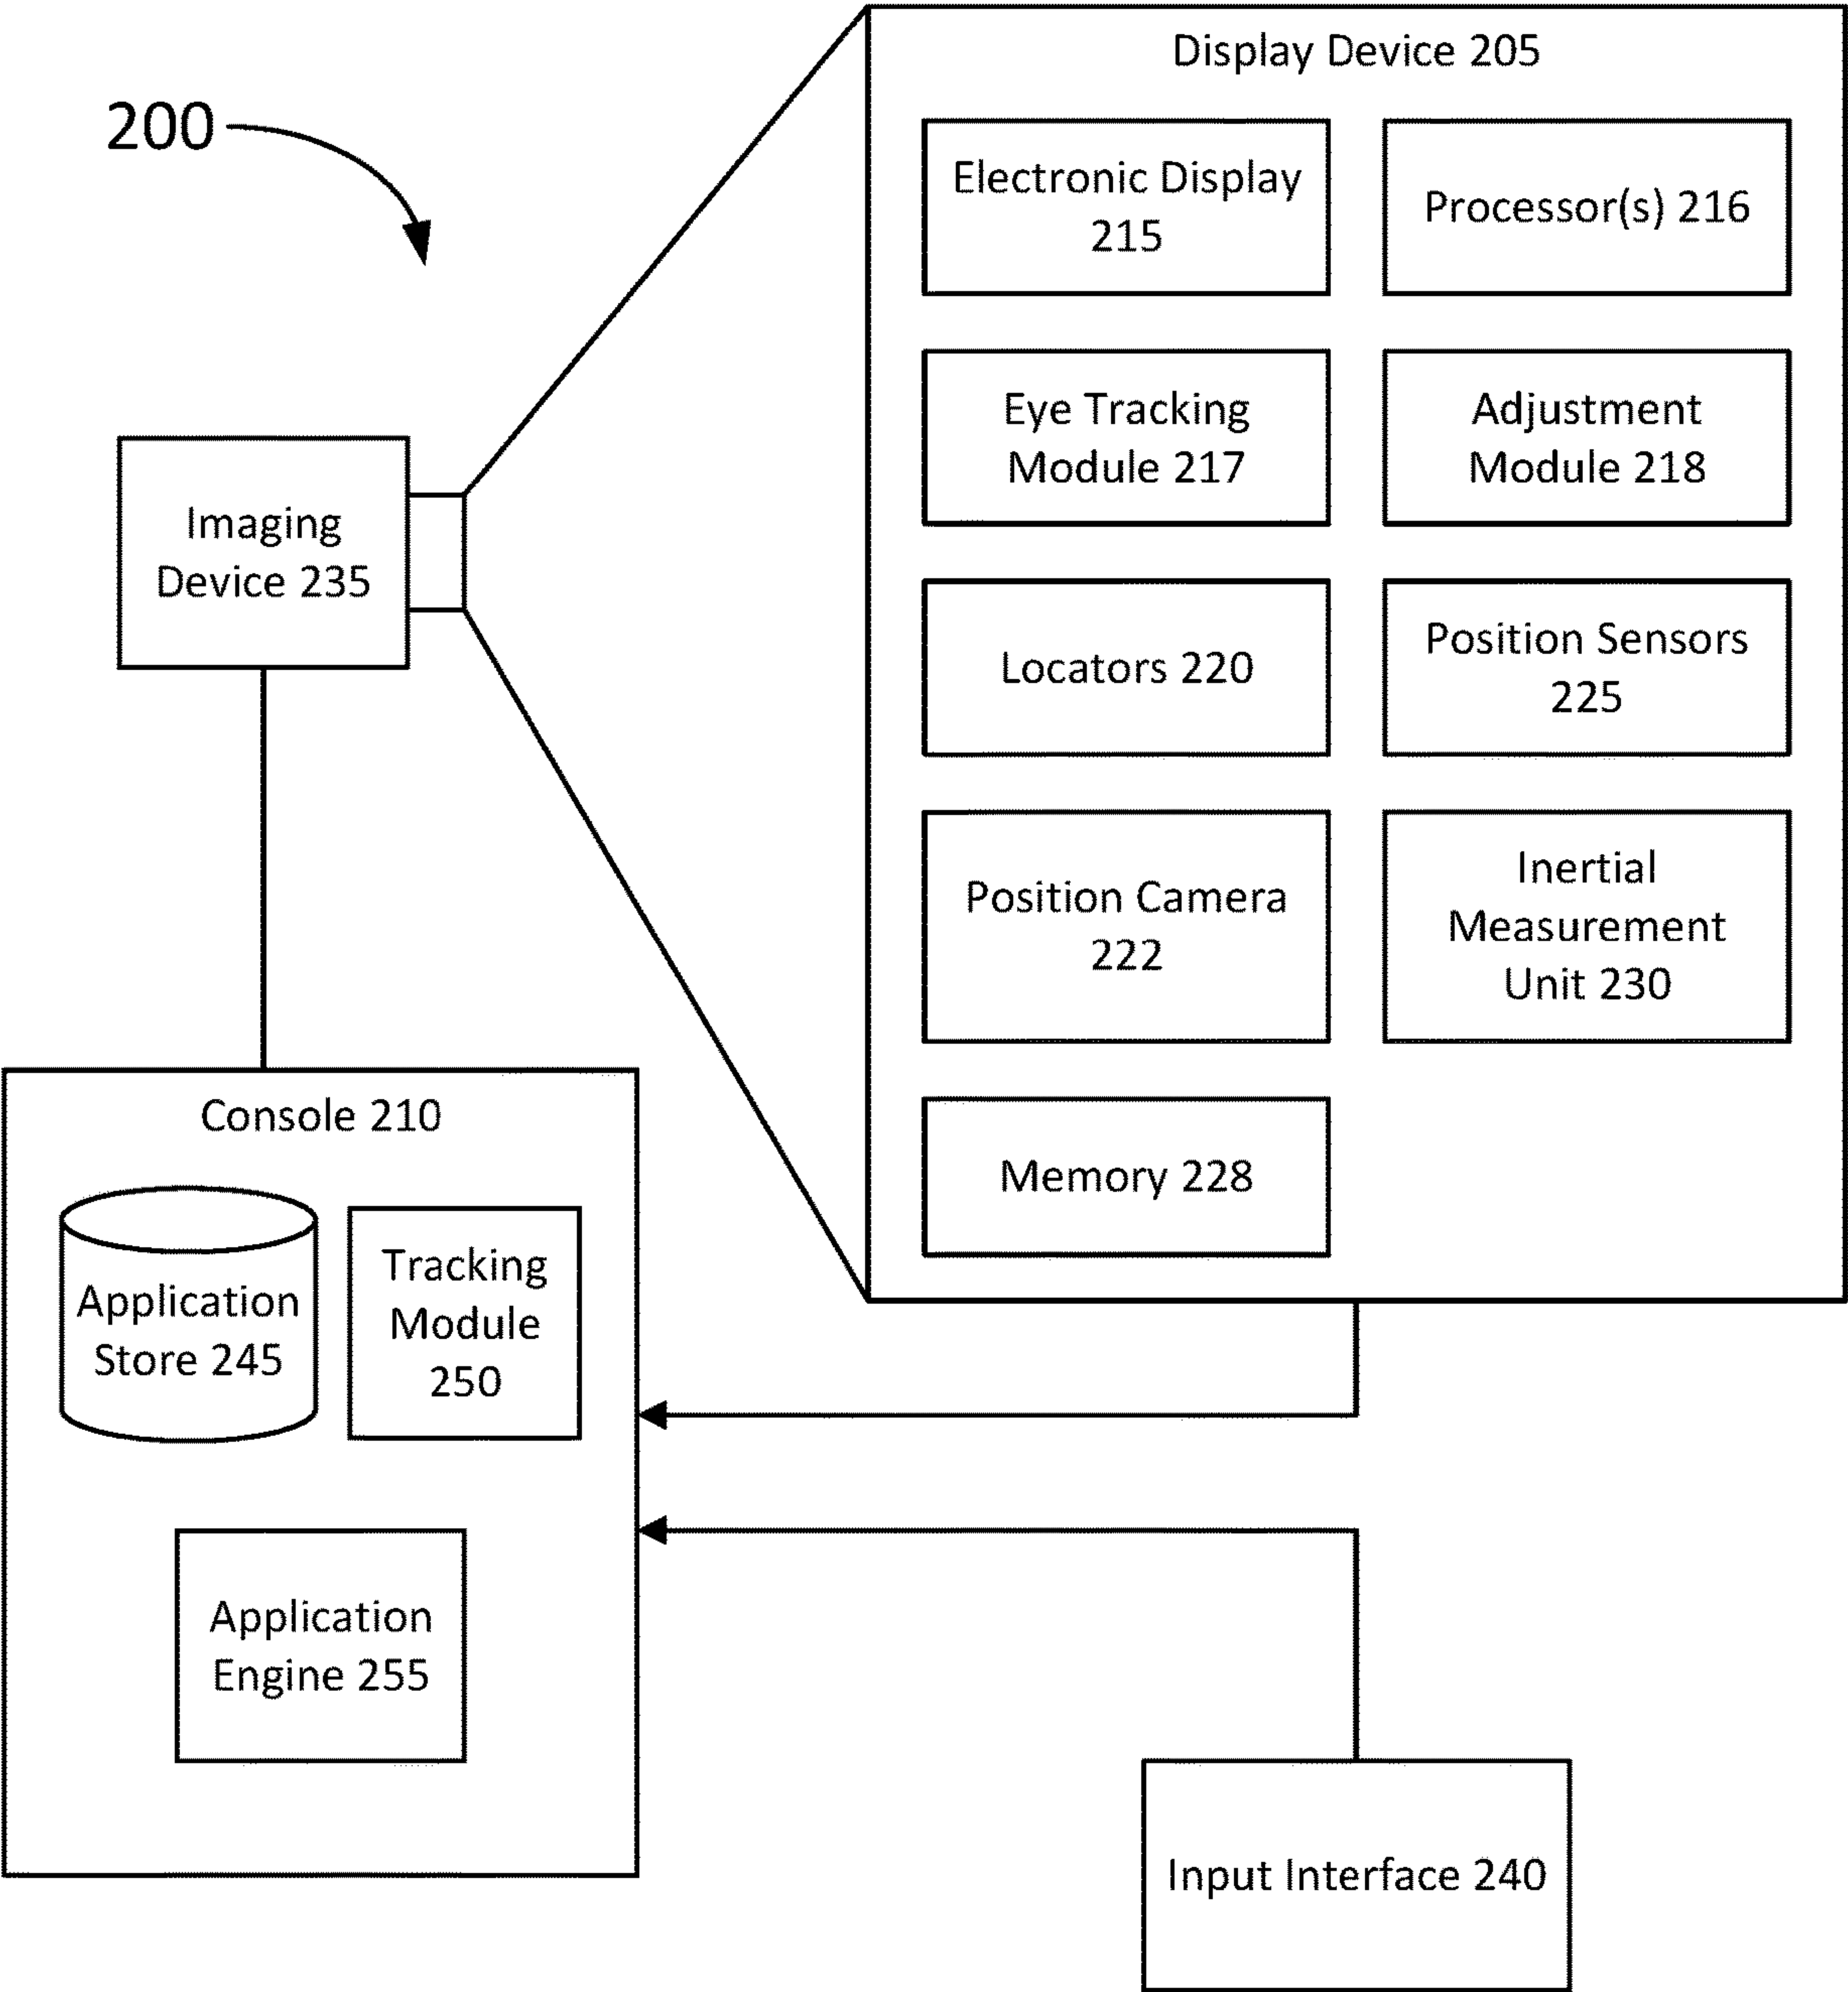 200
Display Device 205
Electronic Display
215
Processor(s) 216
Eye Tracking
Module 217
Adjustment
Module 218
Imaging
Device 235
Locators 220
Position Sensors
225
Position Camera
222
Inertial
Measurement
Unit 230
Memory 228
Console 210
Application
Store 245
Tracking
Module
250
Application
Engine 255
Input Interface 240